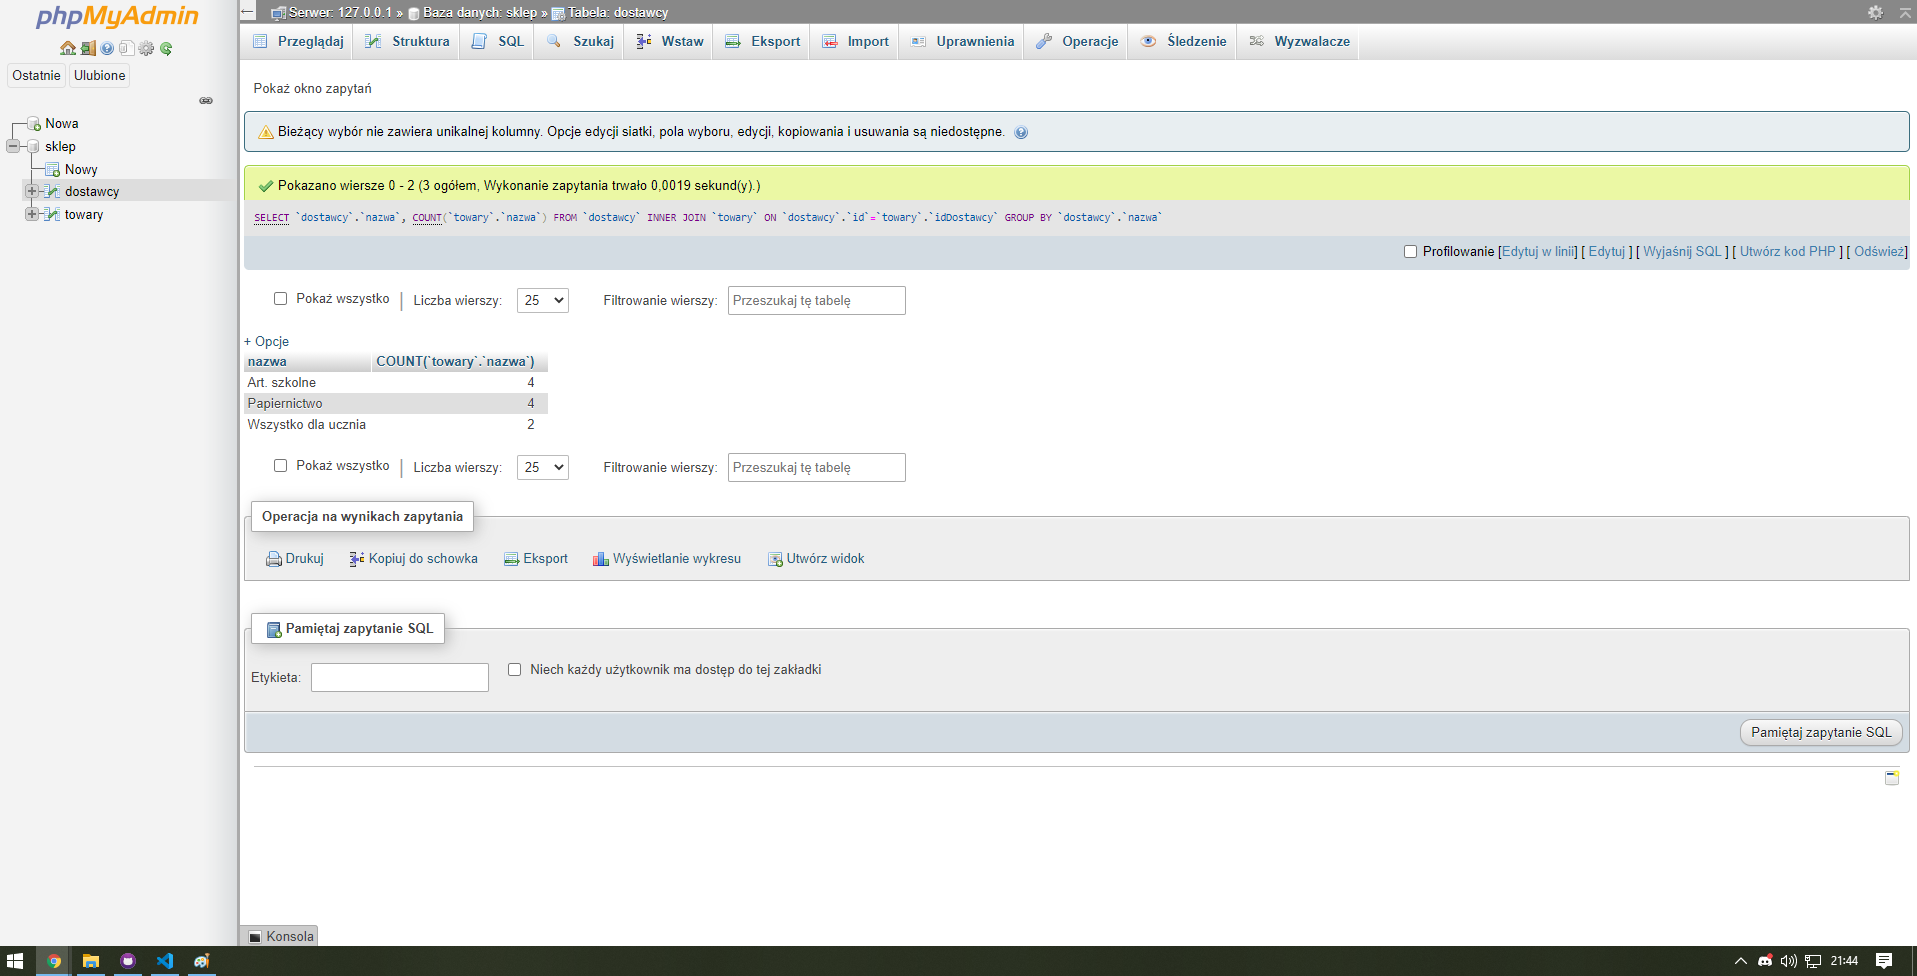 phpMyAdmin
Ostatnie Ulubione
Nowa
sklep
Nowy
dostawcy
towary
Serwer: 127.0.0.1 » Baza danych: sklep » Tabela: dostawcy
Przeglądaj Struktura SQL Szukaj Wstaw Eksport Import Uprawnienia Operacje Śledzenie Wyzwalacze
Pokaż okno zapytań
Bieżący wybór nie zawiera unikalnej kolumny. Opcje edycji siatki, pola wyboru, edycji, kopiowania i usuwania są niedostępne.
Pokazano wiersze 0 - 2 (3 ogółem, Wykonanie zapytania trwało 0,0019 sekund(y).)
SELECT `dostawcy`.`nazwa`, COUNT(`towary`.`nazwa`) FROM `dostawcy` INNER JOIN `towary` ON `dostawcy`.`id`=`towary`.`idDostawcy` GROUP BY `dostawcy`.`nazwa`
Profilowanie [Edytuj w linii] [ Edytuj ] [ Wyjaśnij SQL ] [ Utwórz kod PHP ] [ Odśwież]
Pokaż wszystko | Liczba wierszy: 25 Filtrowanie wierszy: Przeszukaj tę tabelę
+ Opcje
nazwa COUNT(`towary`.`nazwa`)
Art. szkolne 4
Papiernictwo 4
Wszystko dla ucznia 2
Pokaż wszystko | Liczba wierszy: 25 Filtrowanie wierszy: Przeszukaj tę tabelę
Operacja na wynikach zapytania
Drukuj Kopiuj do schowka Eksport Wyświetlanie wykresu Utwórz widok
Pamiętaj zapytanie SQL
Etykieta: Niech każdy użytkownik ma dostęp do tej zakładki
Pamiętaj zapytanie SQL
Konsola
21:44